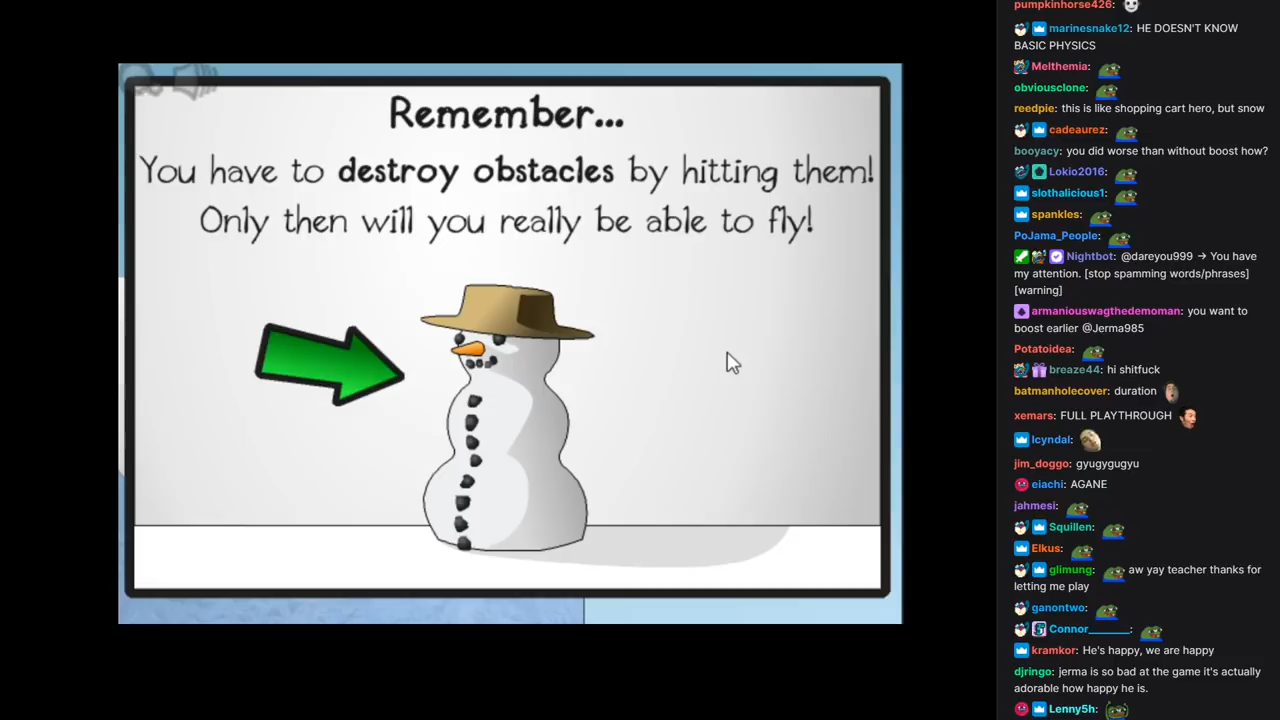 Remember...
You have to destroy obstacles by hitting them!
Only then will you really be able to fly!
pumpkinhorse426:
marinesnake12: HE DOESN'T KNOW
BASIC PHYSICS
Melthemia:
obviousclone:
reedpie: this is like shopping cart hero, but snow
cadeaurez:
booyacy: you did worse than without boost how?
Lokio2016:
slothalicious1:
spankles:
PoJama_People:
Nightbot: @dareyou999 → You have
my attention. [stop spamming words/phrases]
[warning]
armaniouswagthedemoman: you want to
boost earlier @Jerma985
Potatoidea:
breaze44: hi shitfuck
batmanholecover: duration
xemars: FULL PLAYTHROUGH
lcyndal:
jim_doggo: gyugygugyu
eiachi: AGANE
jahmesi:
Squillen:
Elkus:
glimung: aw yay teacher thanks for
letting me play
ganontwo:
Connor_______:
kramkor: He's happy, we are happy
djringo: jerma is so bad at the game it's actually
adorable how happy he is.
Lenny5h: